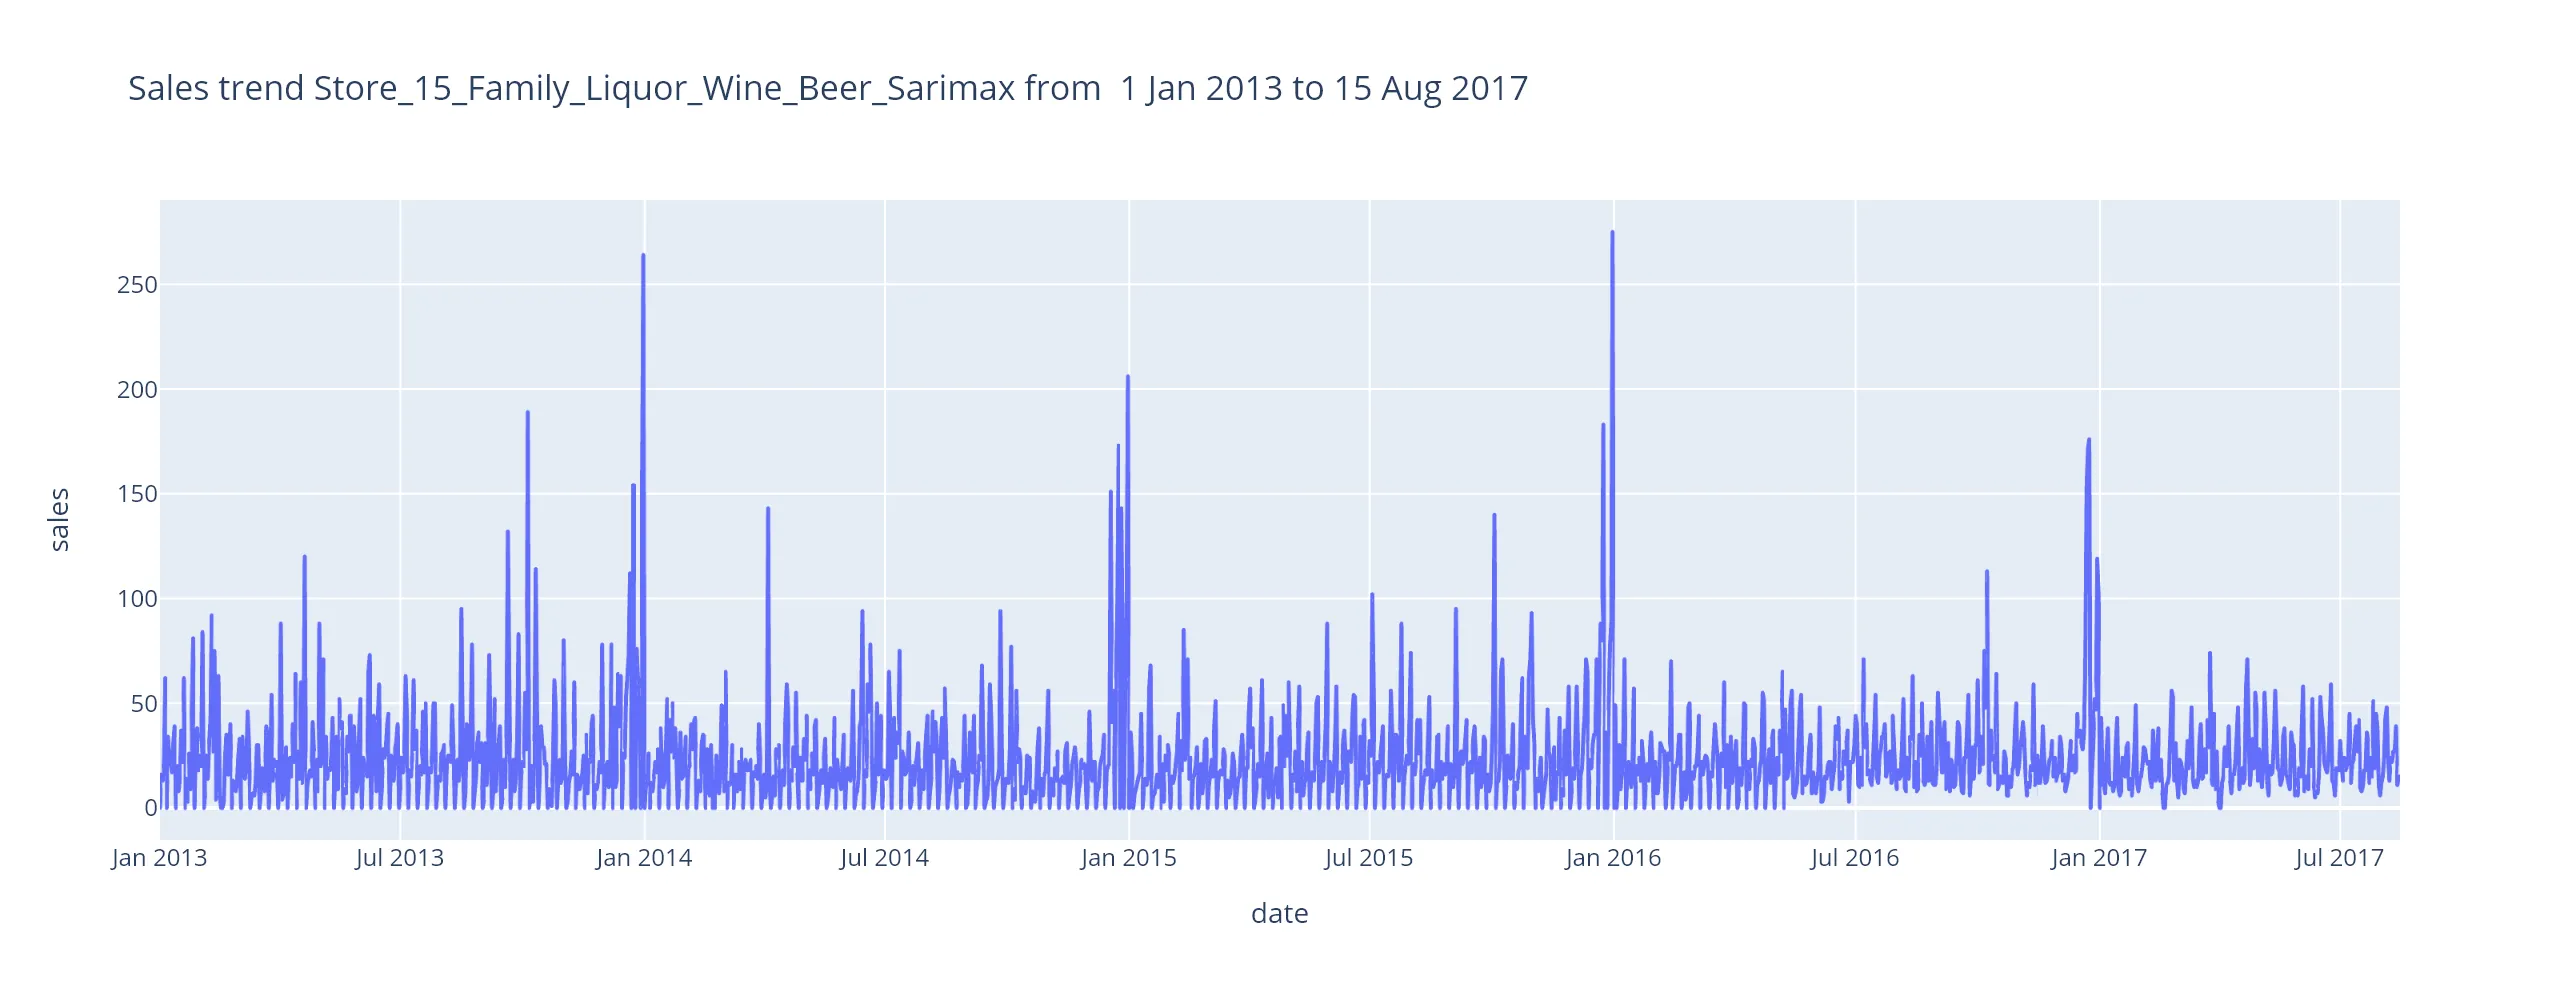 Sales trend Store_15_Family_Liquor_Wine_Beer_Sarimax from  1 Jan 2013 to 15 Aug 2017
250
200
150
100
50
0
sales
Jan 2013 Jul 2013 Jan 2014 Jul 2014 Jan 2015 Jul 2015 Jan 2016 Jul 2016 Jan 2017 Jul 2017
date